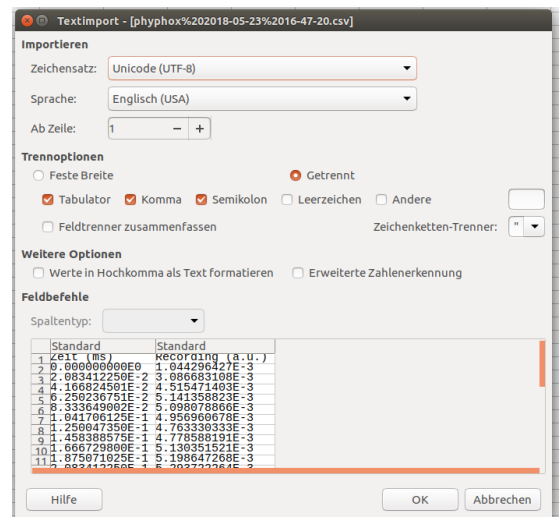 Textimport - [phyphox%202018-05-23%2016-47-20.csv]
Importieren
Zeichensatz: Unicode (UTF-8)
Sprache: Englisch (USA)
Ab Zeile: 1 − +
Trennoptionen
Feste Breite Getrennt
Tabulator Komma Semikolon Leerzeichen Andere
Feldtrenner zusammenfassen Zeichenketten-Trenner: "
Weitere Optionen
Werte in Hochkomma als Text formatieren Erweiterte Zahlenerkennung
Feldbefehle
Spaltentyp:
Standard Standard
1 Zeit (ms) Recording (a.u.)
2 0.000000000E0 1.044296427E-3
3 2.083412250E-2 3.086683108E-3
4 4.166824501E-2 4.515471403E-3
5 6.250236751E-2 5.141358823E-3
6 8.333649002E-2 5.098078866E-3
7 1.041706125E-1 4.956960678E-3
8 1.250047350E-1 4.763330333E-3
9 1.458388575E-1 4.778588191E-3
10 1.666729800E-1 5.130351521E-3
11 1.875071025E-1 5.198647268E-3
2.083412250E-1 5.293722264E-3
Hilfe OK Abbrechen